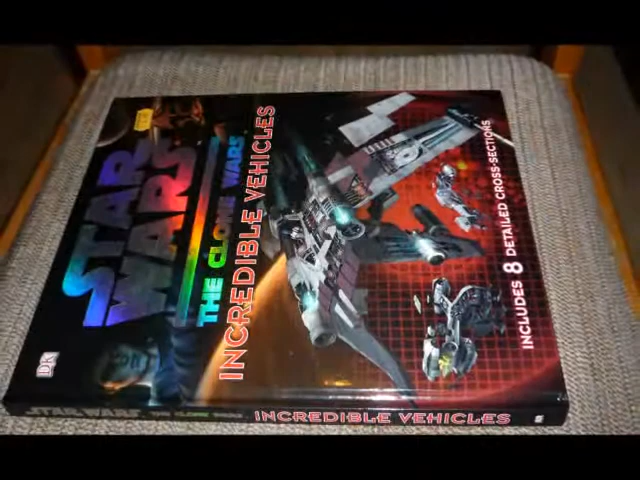 STAR
WARS
THE CLONE WARS
INCREDIBLE VEHICLES
INCLUDES 8 DETAILED CROSS-SECTIONS
DK
STAR WARS THE CLONE WARS INCREDIBLE VEHICLES